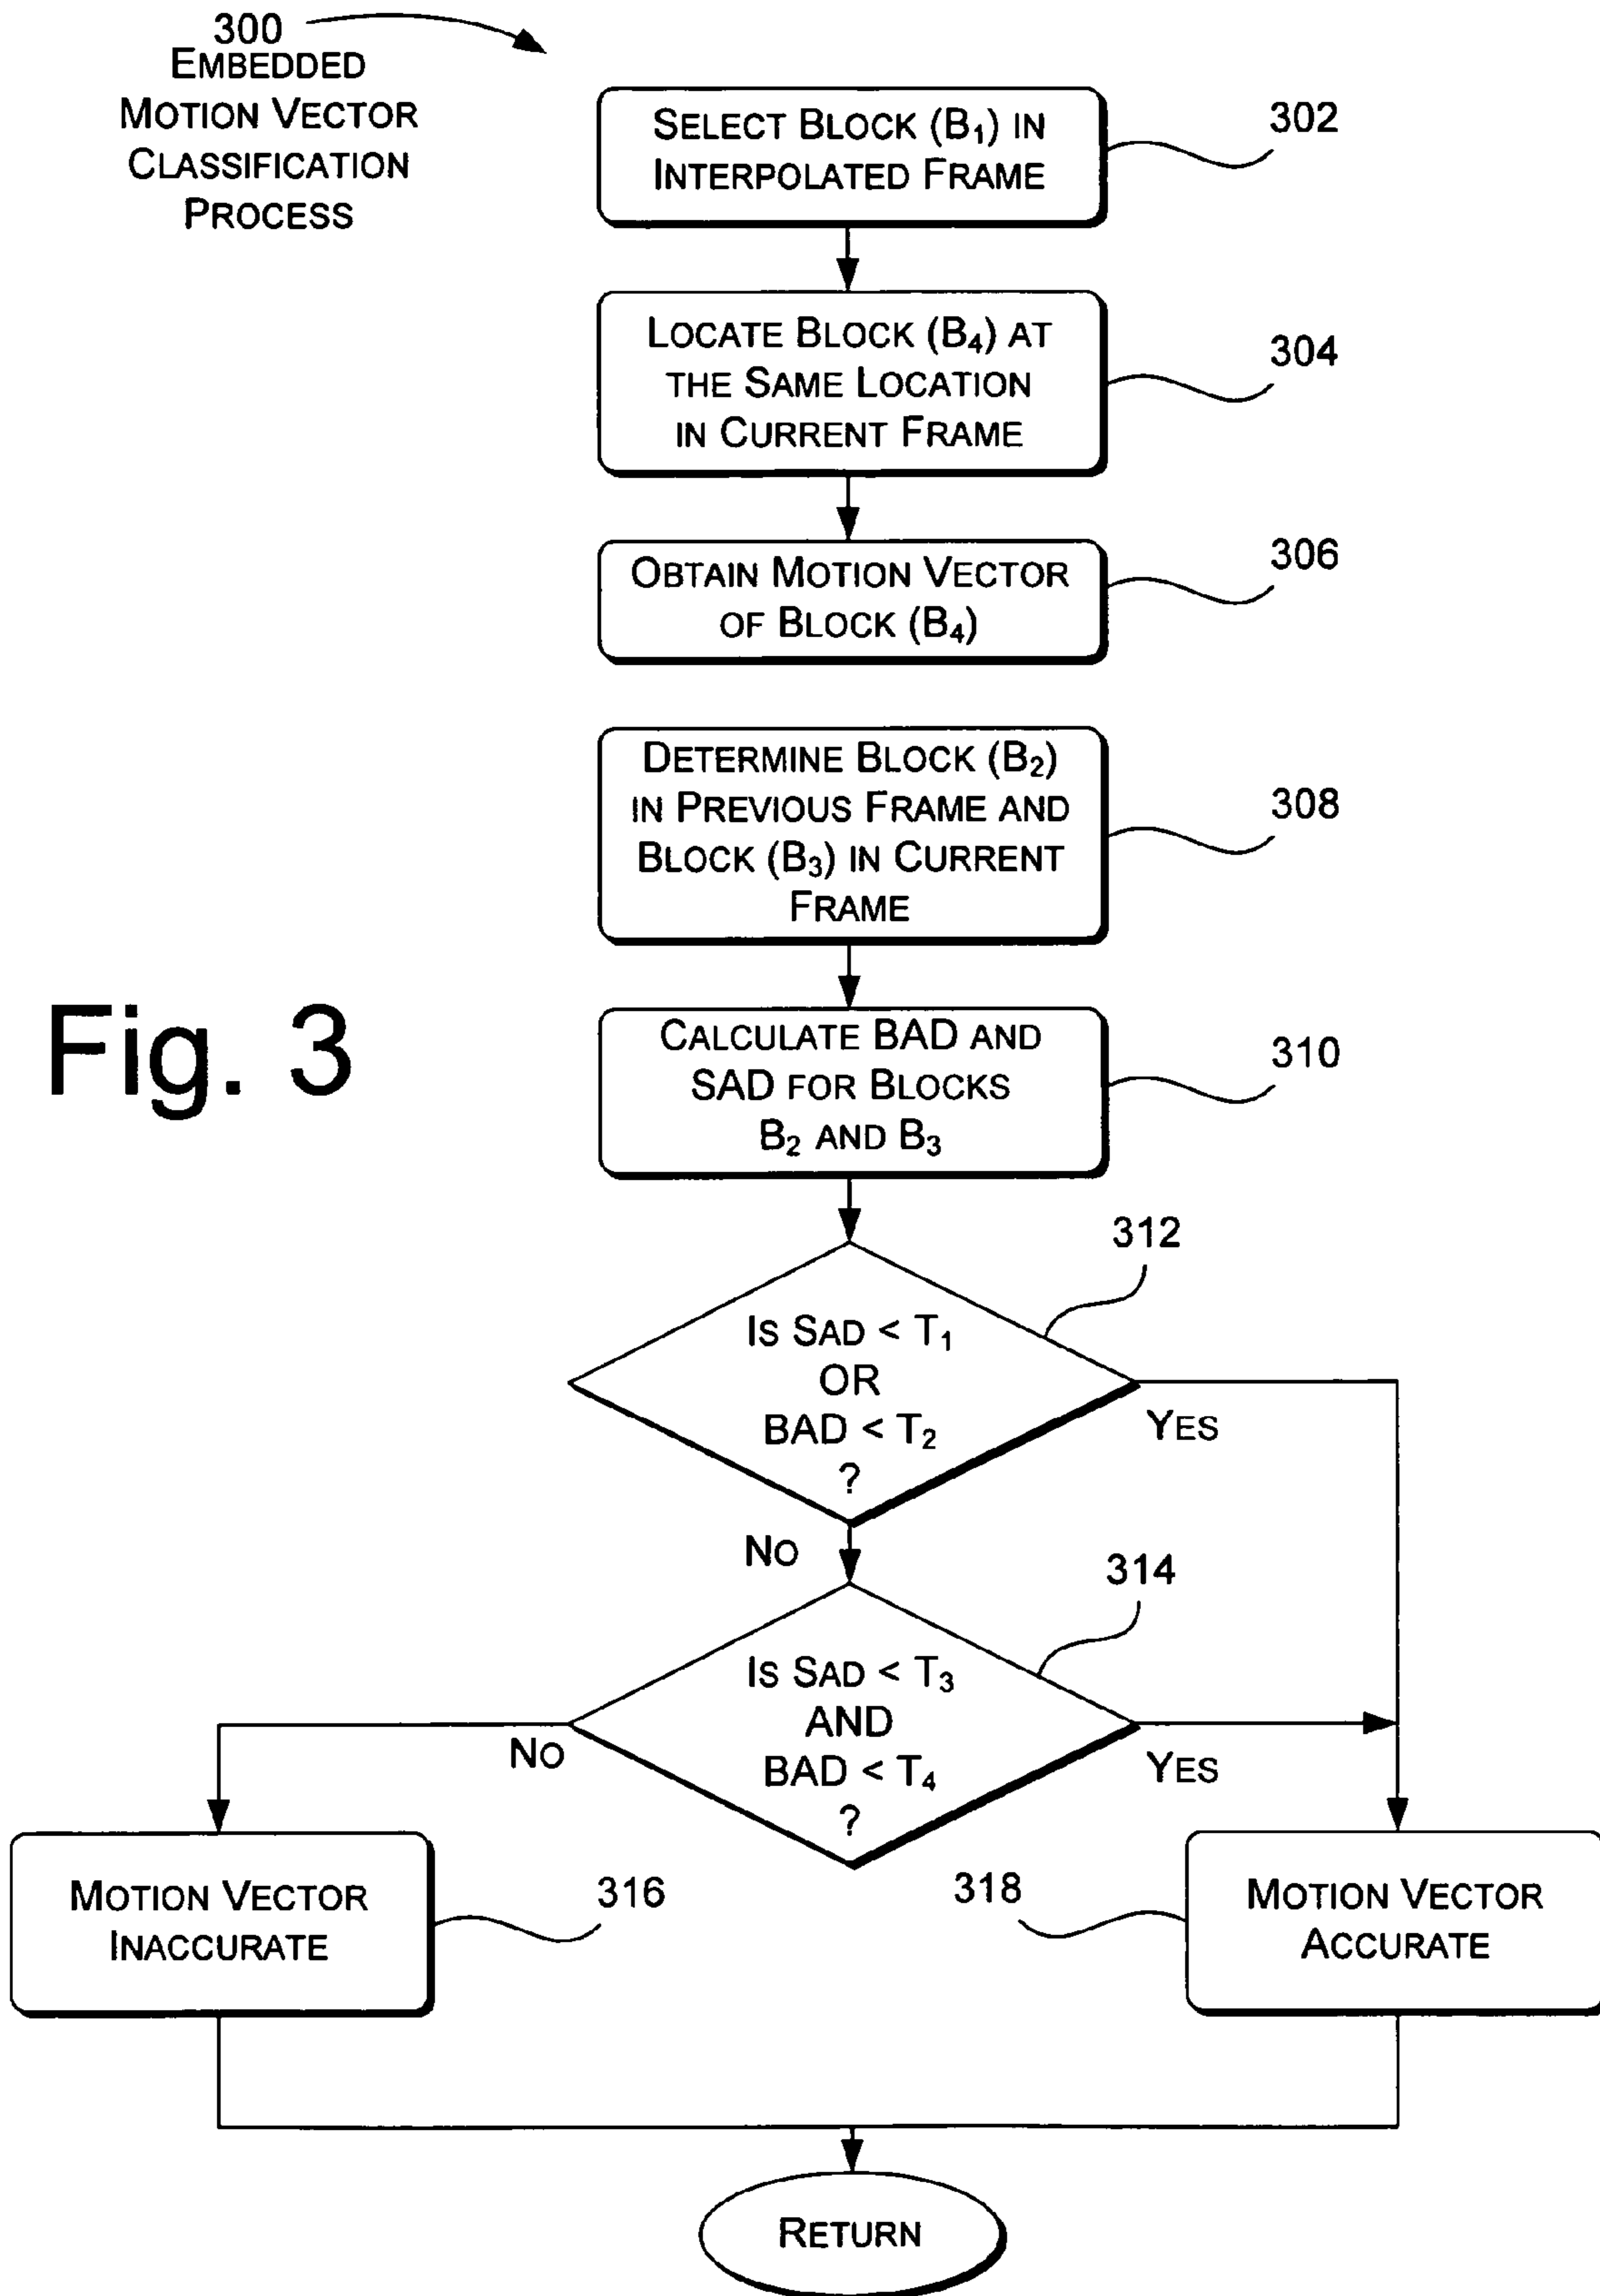 300
EMBEDDED
MOTION VECTOR
CLASSIFICATION
PROCESS
SELECT BLOCK (B₁) IN
INTERPOLATED FRAME
302
LOCATE BLOCK (B₄) AT
THE SAME LOCATION
IN CURRENT FRAME
304
OBTAIN MOTION VECTOR
OF BLOCK (B₄)
306
DETERMINE BLOCK (B₂)
IN PREVIOUS FRAME AND
BLOCK (B₃) IN CURRENT
FRAME
308
Fig. 3
CALCULATE BAD AND
SAD FOR BLOCKS
B₂ AND B₃
310
312
IS SAD < T₁
OR
BAD < T₂
?
YES
NO
314
IS SAD < T₃
AND
BAD < T₄
?
NO
YES
MOTION VECTOR
INACCURATE
316
318
MOTION VECTOR
ACCURATE
RETURN